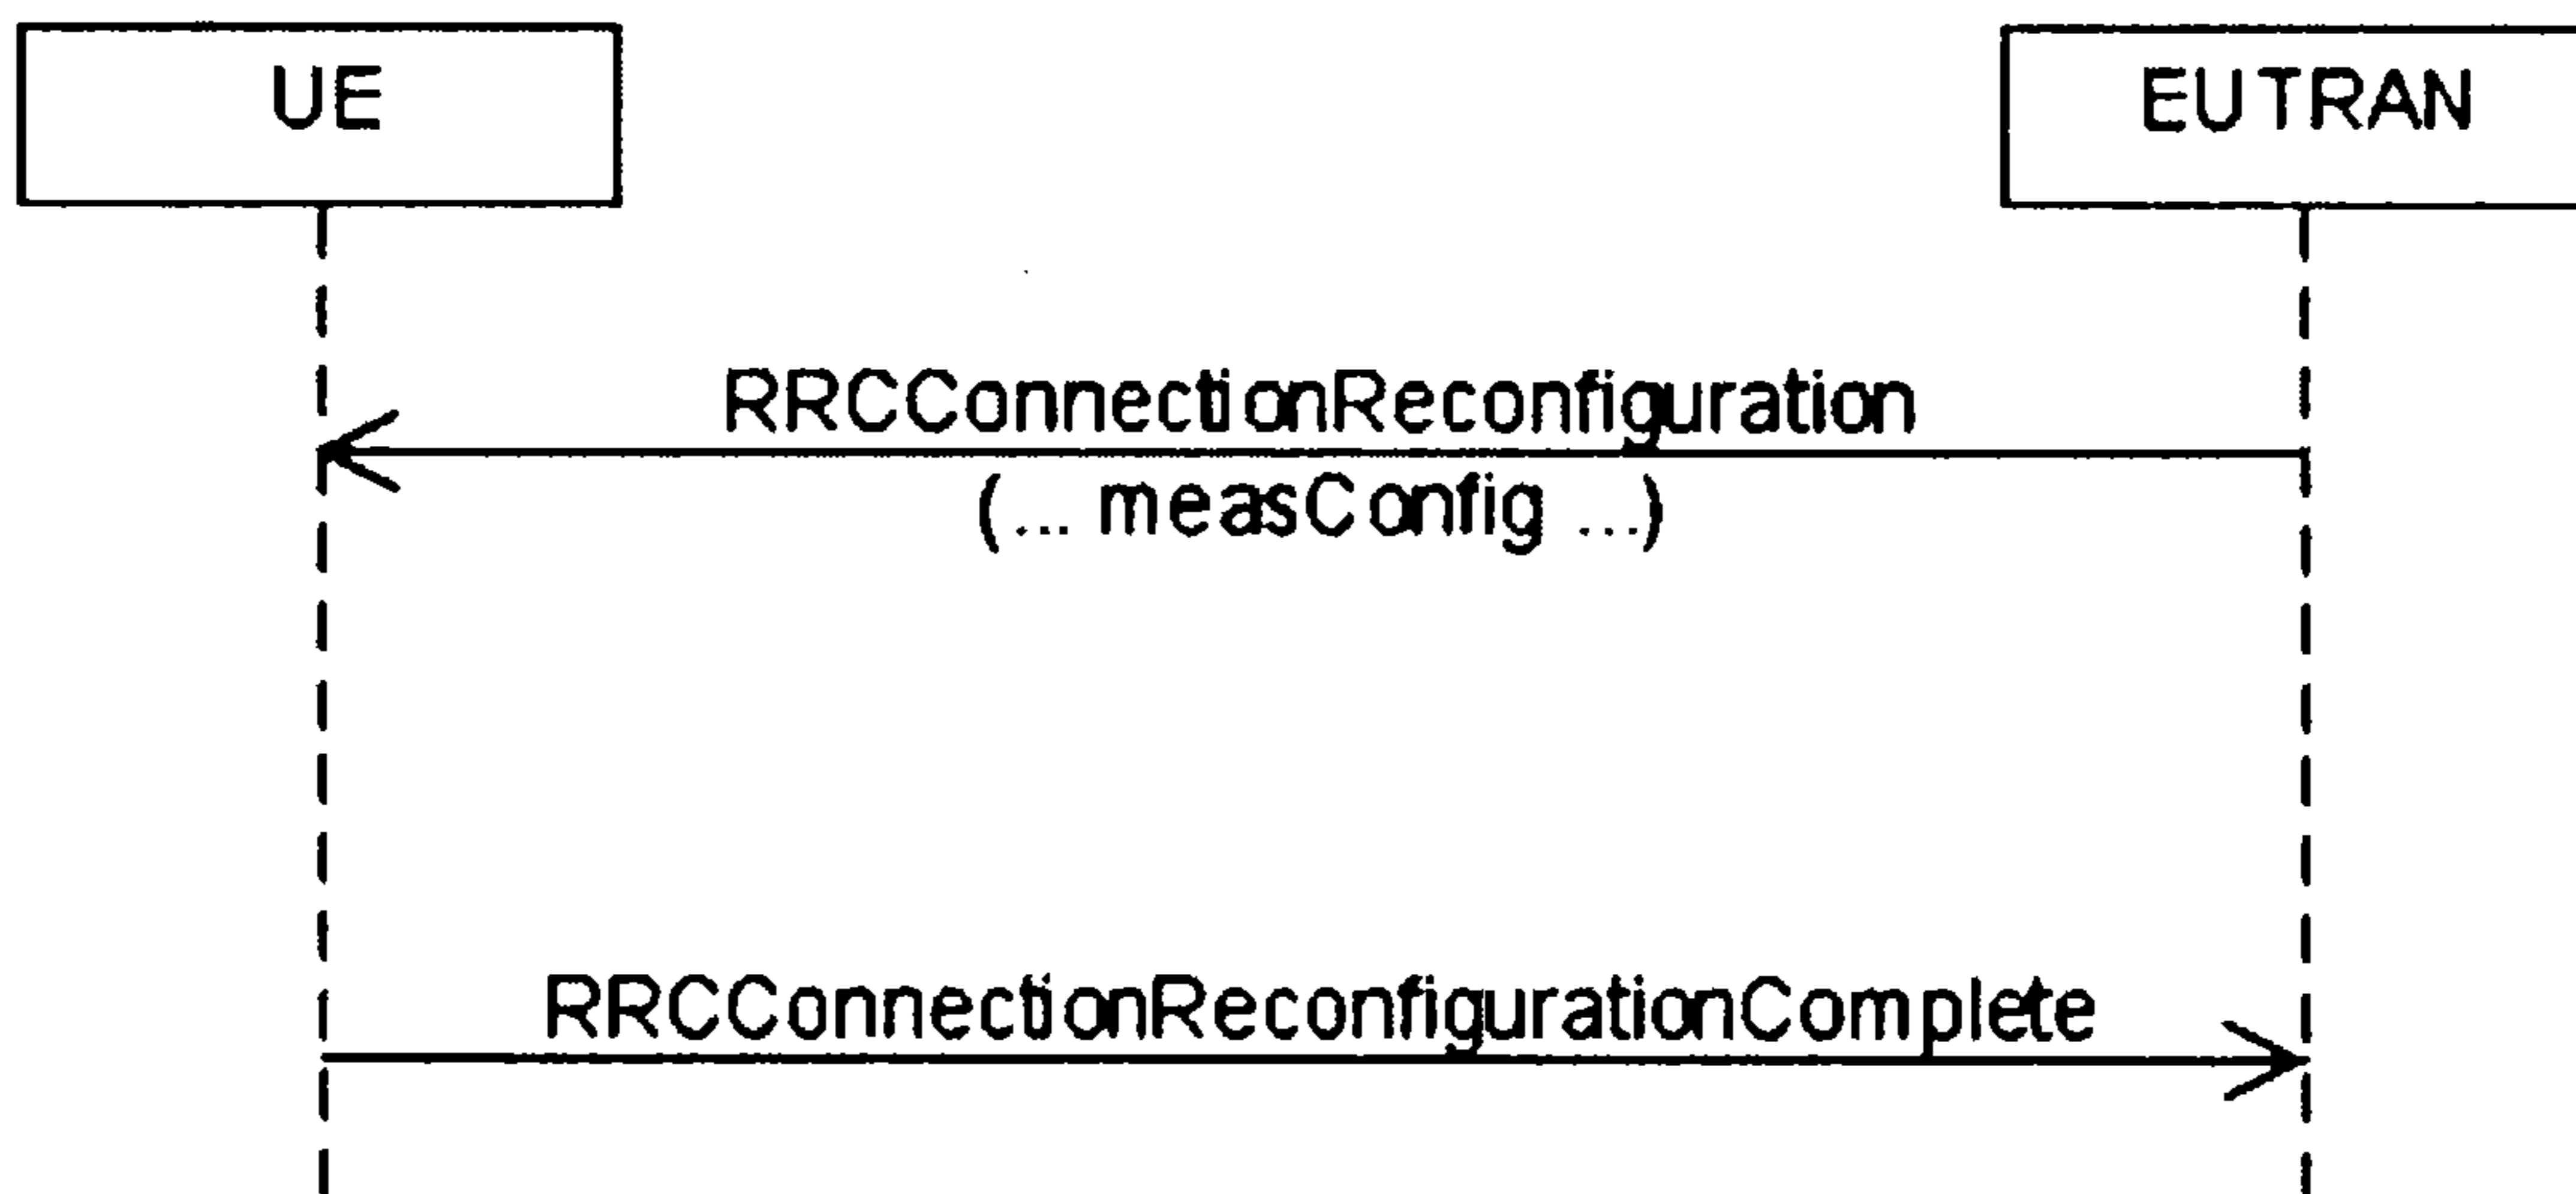 UE
EUTRAN
RRCConnectionReconfiguration
(... measConfig ...)
RRCConnectionReconfigurationComplete